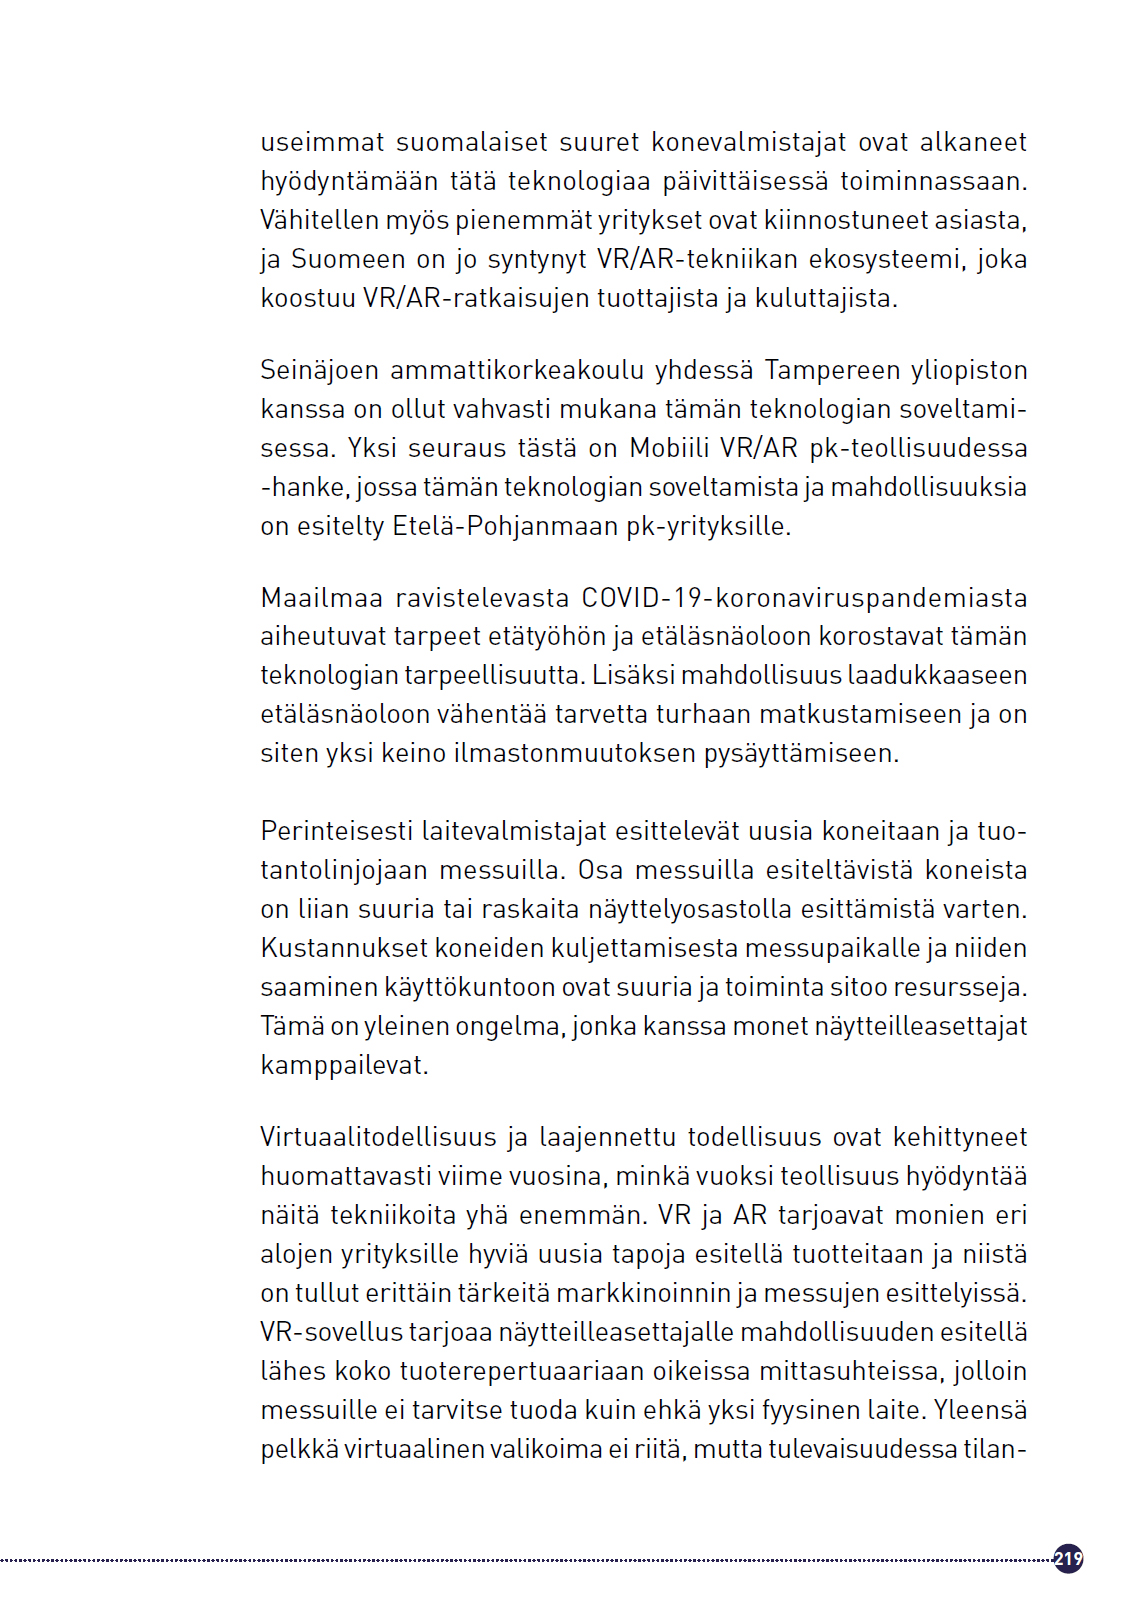 useimmat suomalaiset suuret konevalmistajat ovat alkaneet
hyödyntämään tätä teknologiaa päivittäisessä toiminnassaan.
Vähitellen myös pienemmät yritykset ovat kiinnostuneet asiasta,
ja Suomeen on jo syntynyt VR/AR-tekniikan ekosysteemi, joka
koostuu VR/AR-ratkaisujen tuottajista ja kuluttajista.
Seinäjoen ammattikorkeakoulu yhdessä Tampereen yliopiston
kanssa on ollut vahvasti mukana tämän teknologian soveltami-
sessa. Yksi seuraus tästä on Mobiili VR/AR pk-teollisuudessa
-hanke, jossa tämän teknologian soveltamista ja mahdollisuuksia
on esitelty Etelä-Pohjanmaan pk-yrityksille.
Maailmaa ravistelevasta COVID-19-koronaviruspandemiasta
aiheutuvat tarpeet etätyöhön ja etäläsnäoloon korostavat tämän
teknologian tarpeellisuutta. Lisäksi mahdollisuus laadukkaaseen
etäläsnäoloon vähentää tarvetta turhaan matkustamiseen ja on
siten yksi keino ilmastonmuutoksen pysäyttämiseen.
Perinteisesti laitevalmistajat esittelevät uusia koneitaan ja tuo-
tantolinjojaan messuilla. Osa messuilla esiteltävistä koneista
on liian suuria tai raskaita näyttelyosastolla esittämistä varten.
Kustannukset koneiden kuljettamisesta messupaikalle ja niiden
saaminen käyttökuntoon ovat suuria ja toiminta sitoo resursseja.
Tämä on yleinen ongelma, jonka kanssa monet näytteilleasettajat
kamppailevat.
Virtuaalitodellisuus ja laajennettu todellisuus ovat kehittyneet
huomattavasti viime vuosina, minkä vuoksi teollisuus hyödyntää
näitä tekniikoita yhä enemmän. VR ja AR tarjoavat monien eri
alojen yrityksille hyviä uusia tapoja esitellä tuotteitaan ja niistä
on tullut erittäin tärkeitä markkinoinnin ja messujen esittelyissä.
VR-sovellus tarjoaa näytteilleasettajalle mahdollisuuden esitellä
lähes koko tuoterepertuaariaan oikeissa mittasuhteissa, jolloin
messuille ei tarvitse tuoda kuin ehkä yksi fyysinen laite. Yleensä
pelkkä virtuaalinen valikoima ei riitä, mutta tulevaisuudessa tilan-
219